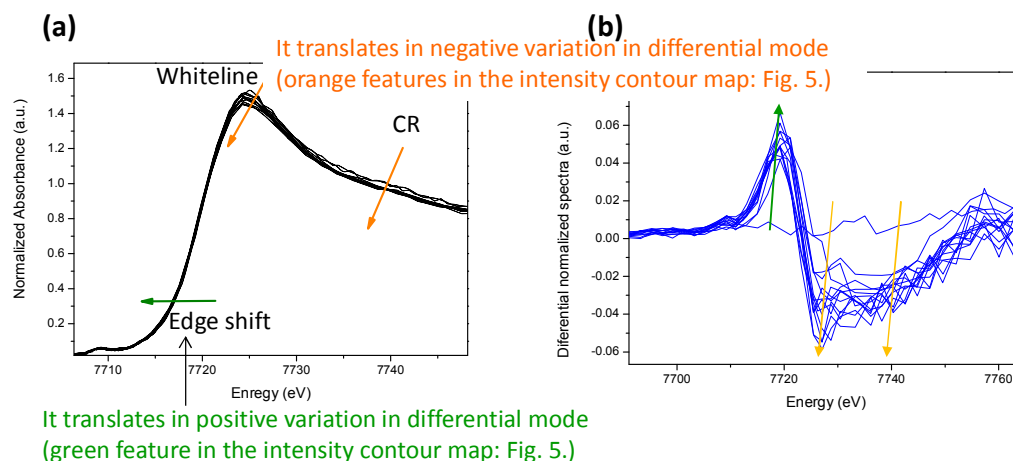 (a)
(b)
It translates in negative variation in differential mode
(orange features in the intensity contour map: Fig. 5.)
Whiteline
CR
Edge shift
Normalized Absorbance (a.u.)
1.6
1.4
1.2
1.0
0.8
0.6
0.4
0.2
7710
7720
7730
7740
Enregy (eV)
Diferential normalized spectra (a.u.)
0.06
0.04
0.02
0.00
-0.02
-0.04
-0.06
7700
7720
7740
7760
Energy (eV)
It translates in positive variation in differential mode
(green feature in the intensity contour map: Fig. 5.)